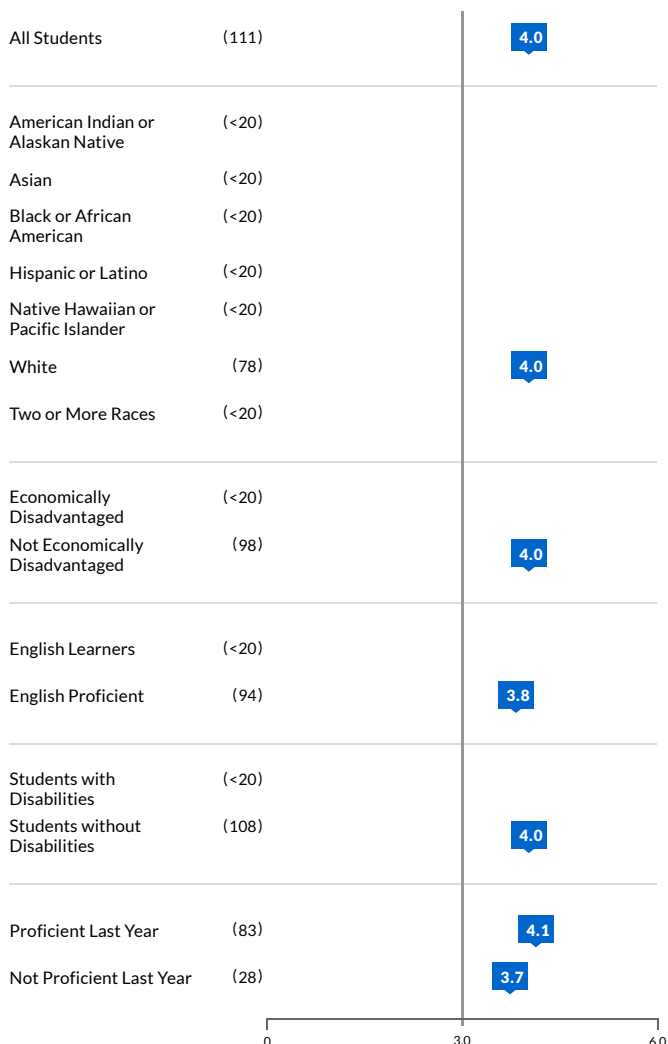 All Students (111) 4.0
American Indian or (<20)
Alaskan Native
Asian (<20)
Black or African (<20)
American
Hispanic or Latino (<20)
Native Hawaiian or (<20)
Pacific Islander
White (78) 4.0
Two or More Races (<20)
Economically (<20)
Disadvantaged
Not Economically (98) 4.0
Disadvantaged
English Learners (<20)
English Proficient (94) 3.8
Students with (<20)
Disabilities
Students without (108) 4.0
Disabilities
Proficient Last Year (83) 4.1
Not Proficient Last Year (28) 3.7
0 3.0 6.0